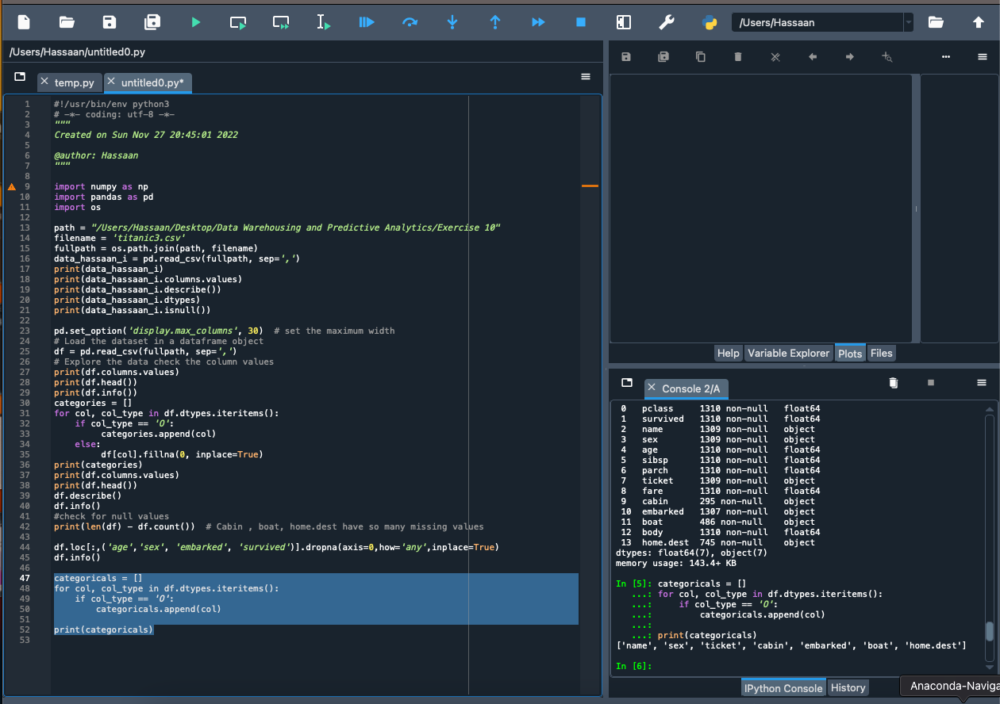 /Users/Hassaan
/Users/Hassaan/untitled0.py
temp.py
untitled0.py*
1 #!/usr/bin/env python3
2 # -*- coding: utf-8 -*-
3 """
4 Created on Sun Nov 27 20:45:01 2022
5
6 @author: Hassaan
7 """
8
9 import numpy as np
10 import pandas as pd
11 import os
12
13 path = "/Users/Hassaan/Desktop/Data Warehousing and Predictive Analytics/Exercise 10"
14 filename = 'titanic3.csv'
15 fullpath = os.path.join(path, filename)
16 data_hassaan_i = pd.read_csv(fullpath, sep=',')
17 print(data_hassaan_i)
18 print(data_hassaan_i.columns.values)
19 print(data_hassaan_i.describe())
20 print(data_hassaan_i.dtypes)
21 print(data_hassaan_i.isnull())
22
23 pd.set_option('display.max_columns', 30)  # set the maximum width
24 # Load the dataset in a dataframe object
25 df = pd.read_csv(fullpath, sep=',')
26 # Explore the data check the column values
27 print(df.columns.values)
28 print(df.head())
29 print(df.info())
30 categories = []
31 for col, col_type in df.dtypes.iteritems():
32     if col_type == 'O':
33          categories.append(col)
34     else:
35          df[col].fillna(0, inplace=True)
36 print(categories)
37 print(df.columns.values)
38 print(df.head())
39 df.describe()
40 df.info()
41 #check for null values
42 print(len(df) - df.count())  # Cabin , boat, home.dest have so many missing values
43
44 df.loc[:,('age','sex', 'embarked', 'survived')].dropna(axis=0,how='any',inplace=True)
45 df.info()
46
47 categoricals = []
48 for col, col_type in df.dtypes.iteritems():
49     if col_type == 'O':
50         categoricals.append(col)
51
52 print(categoricals)
53
Help Variable Explorer Plots Files
Console 2/A
0 pclass 1310 non-null float64
1 survived 1310 non-null float64
2 name 1309 non-null object
3 sex 1309 non-null object
4 age 1310 non-null float64
5 sibsp 1310 non-null float64
6 parch 1310 non-null float64
7 ticket 1309 non-null object
8 fare 1310 non-null float64
9 cabin 295 non-null object
10 embarked 1307 non-null object
11 boat 486 non-null object
12 body 1310 non-null float64
13 home.dest 745 non-null object
dtypes: float64(7), object(7)
memory usage: 143.4+ KB
In [5]: categoricals = []
...: for col, col_type in df.dtypes.iteritems():
...:     if col_type == 'O':
...:         categoricals.append(col)
...:
...: print(categoricals)
['name', 'sex', 'ticket', 'cabin', 'embarked', 'boat', 'home.dest']
In [6]:
IPython Console History
Anaconda-Naviga